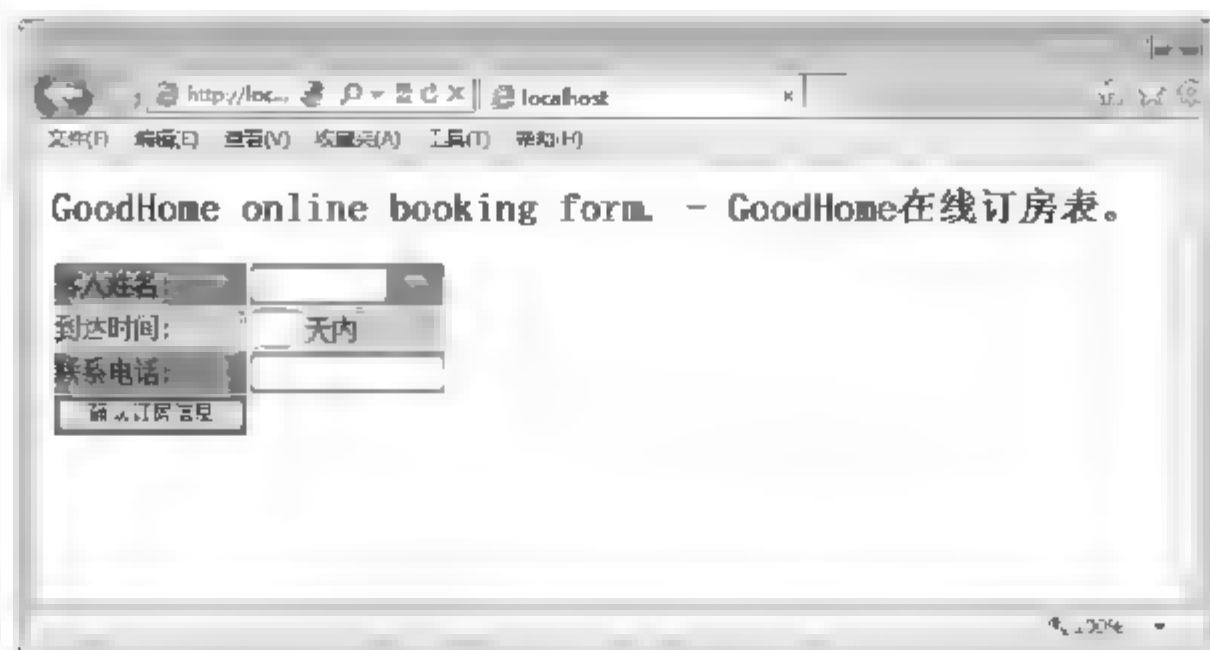 http://loc... localhost
文件(F) 编辑(E) 查看(V) 收藏夹(A) 工具(T) 帮助(H)
GoodHome online booking form. - GoodHome在线订房表。
客人姓名:
到达时间: 天内
联系电话:
确认订房信息
100%